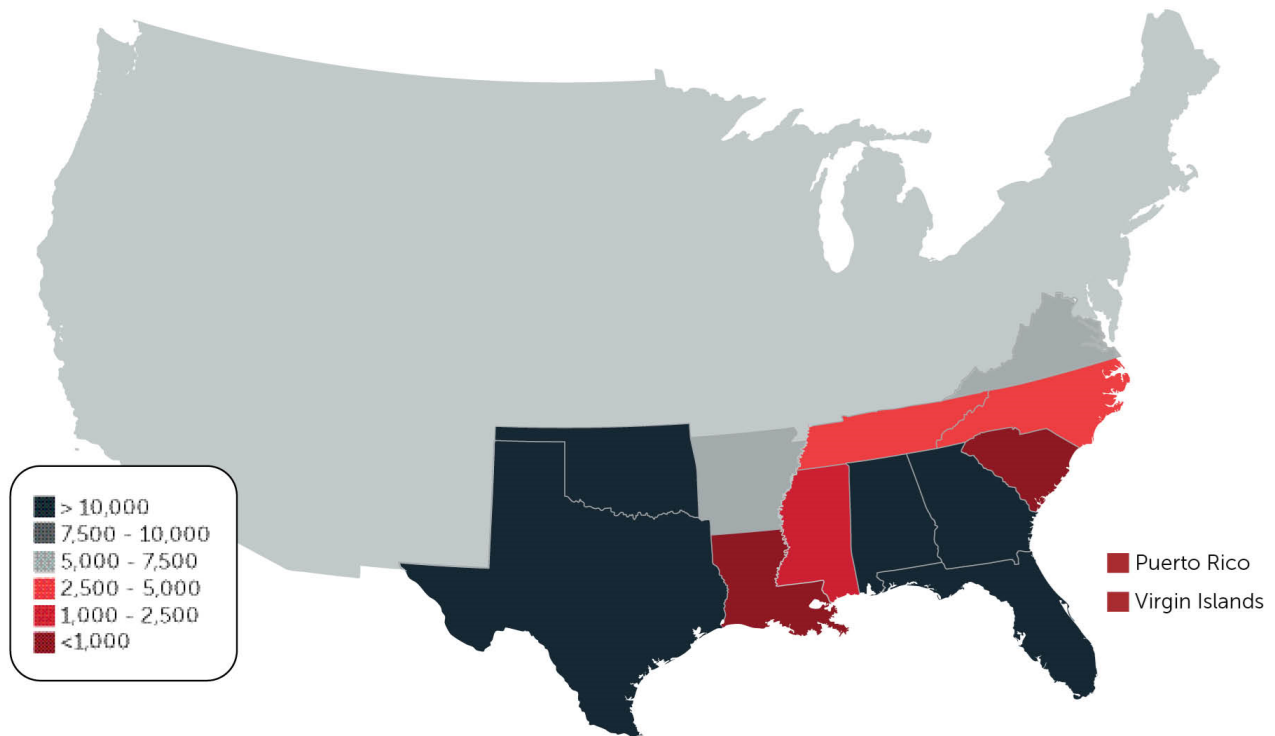 > 10,000
7,500 - 10,000
5,000 - 7,500
2,500 - 5,000
1,000 - 2,500
<1,000
Puerto Rico
Virgin Islands